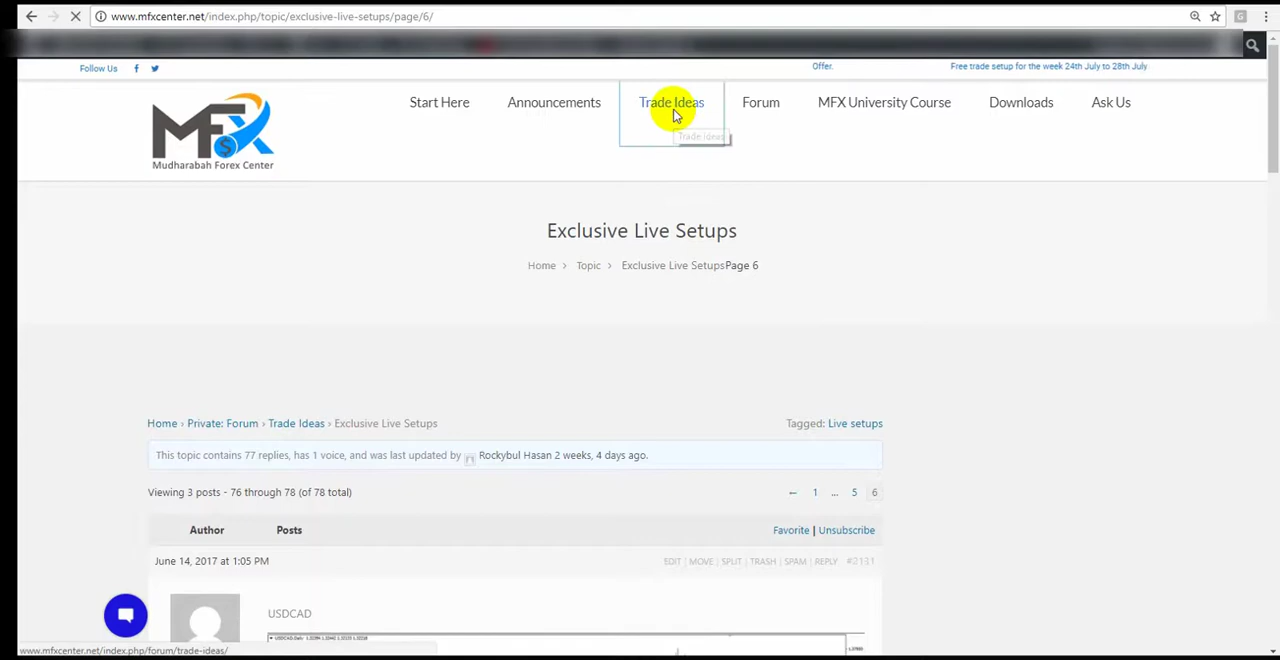 www.mfxcenter.net/index.php/topic/exclusive-live-setups/page/6/
Follow Us
Offer.
Free trade setup for the week 24th July to 28th July
MFX
Mudharabah Forex Center
Start Here
Announcements
Trade Ideas
Forum
MFX University Course
Downloads
Ask Us
Trade ideas
Exclusive Live Setups
Home > Topic > Exclusive Live SetupsPage 6
Home › Private: Forum › Trade Ideas › Exclusive Live Setups
Tagged: Live setups
This topic contains 77 replies, has 1 voice, and was last updated by Rockybul Hasan 2 weeks, 4 days ago.
Viewing 3 posts - 76 through 78 (of 78 total)
← 1 ... 5 6
Author
Posts
Favorite | Unsubscribe
June 14, 2017 at 1:05 PM
EDIT | MOVE | SPLIT | TRASH | SPAM | REPLY #2131
USDCAD
www.mfxcenter.net/index.php/forum/trade-ideas/